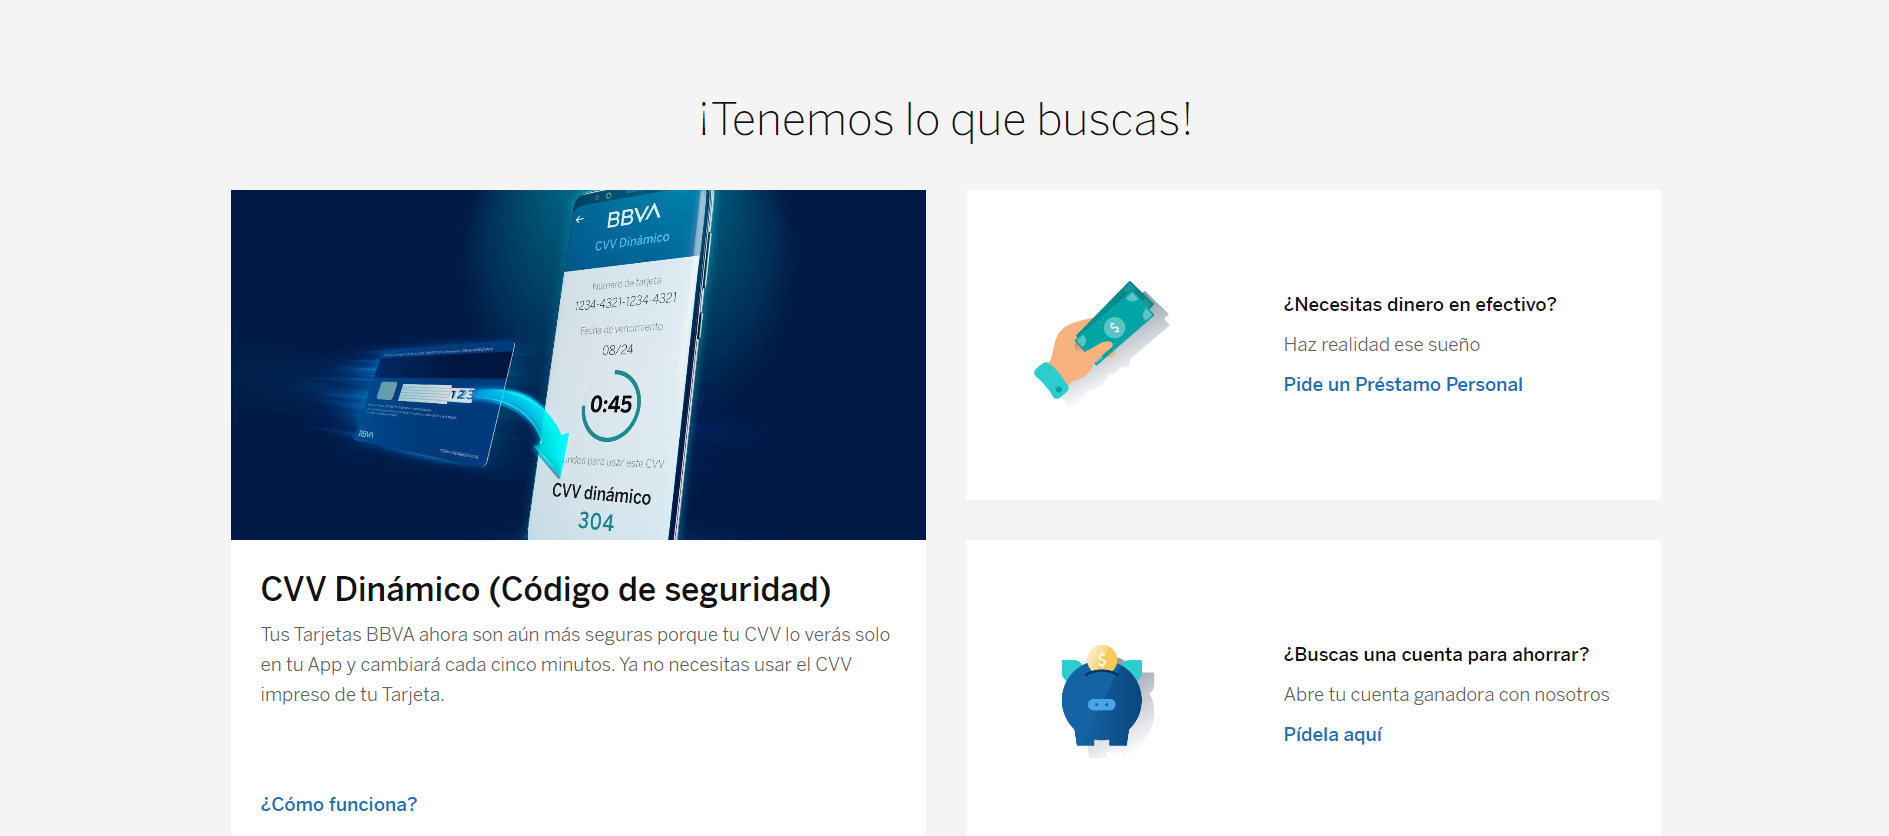 ¡Tenemos lo que buscas!
BBVA
CVV Dinámico
Número de tarjeta
1234-4321-1234-4321
Fecha de vencimiento
08/24
0:45
para usar este CVV
CVV dinámico
304
123
BBVA
CVV Dinámico (Código de seguridad)
Tus Tarjetas BBVA ahora son aún más seguras porque tu CVV lo verás solo
en tu App y cambiará cada cinco minutos. Ya no necesitas usar el CVV
impreso de tu Tarjeta.
¿Cómo funciona?
¿Necesitas dinero en efectivo?
Haz realidad ese sueño
Pide un Préstamo Personal
¿Buscas una cuenta para ahorrar?
Abre tu cuenta ganadora con nosotros
Pídela aquí